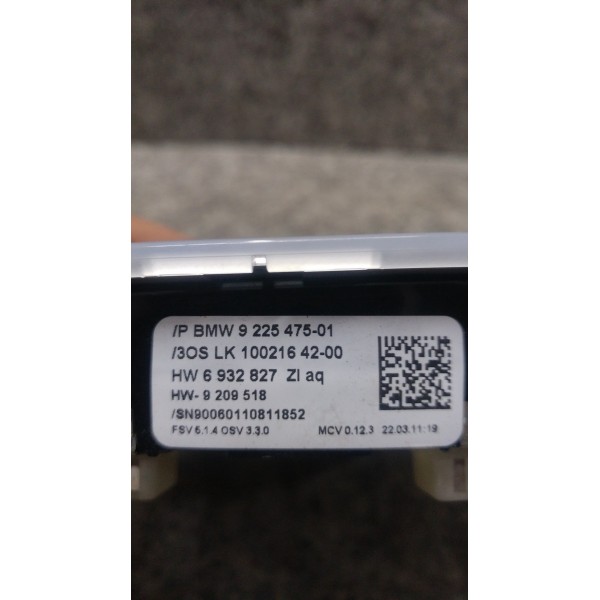 /P BMW 9 225 475-01
/3OS LK 100216 42-00
HW 6 932 827 ZI aq
HW- 9 209 518
/SN90060110811852
FSV 5.1.4 OSV 3.3.0 MCV 0.12.3 22.03.11:19